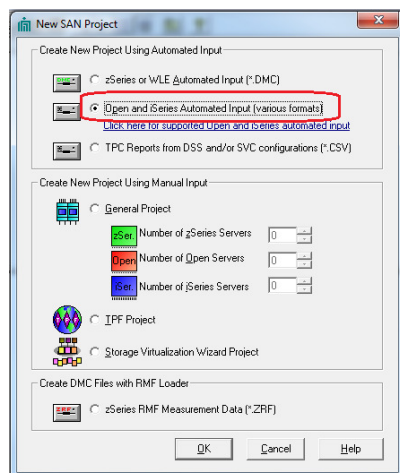 New SAN Project
Create New Project Using Automated Input
zSeries or WLE Automated Input (*.DMC)
Open and iSeries Automated Input (various formats)
Click here for supported Open and iSeries automated input
TPC Reports from DSS and/or SVC configurations (*.CSV)
Create New Project Using Manual Input
General Project
zSer. Number of zSeries Servers 0
Open Number of Open Servers 0
iSer. Number of iSeries Servers 0
TPF Project
Storage Virtualization Wizard Project
Create DMC Files with RMF Loader
zSeries RMF Measurement Data (*.ZRF)
OK Cancel Help